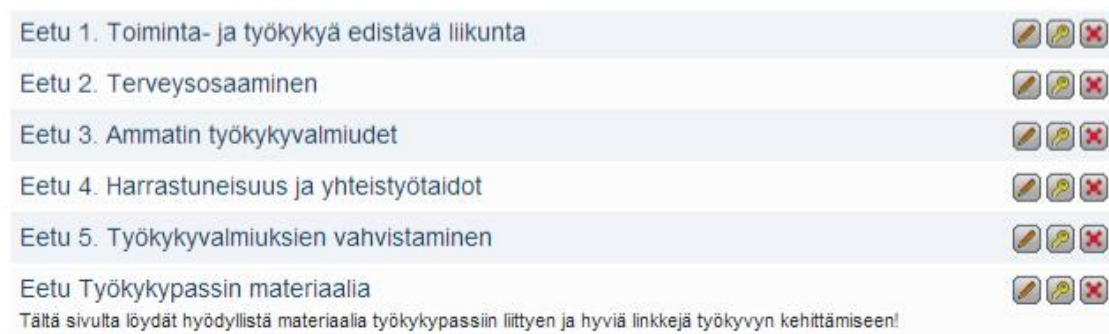 Eetu 1. Toiminta- ja työkykyä edistävä liikunta
Eetu 2. Terveysosaaminen
Eetu 3. Ammatin työkykyvalmiudet
Eetu 4. Harrastuneisuus ja yhteistyötaidot
Eetu 5. Työkykyvalmiuksien vahvistaminen
Eetu Työkykypassin materiaalia
Tältä sivulta löydät hyödyllistä materiaalia työkykypassiin liittyen ja hyviä linkkejä työkyvyn kehittämiseen!